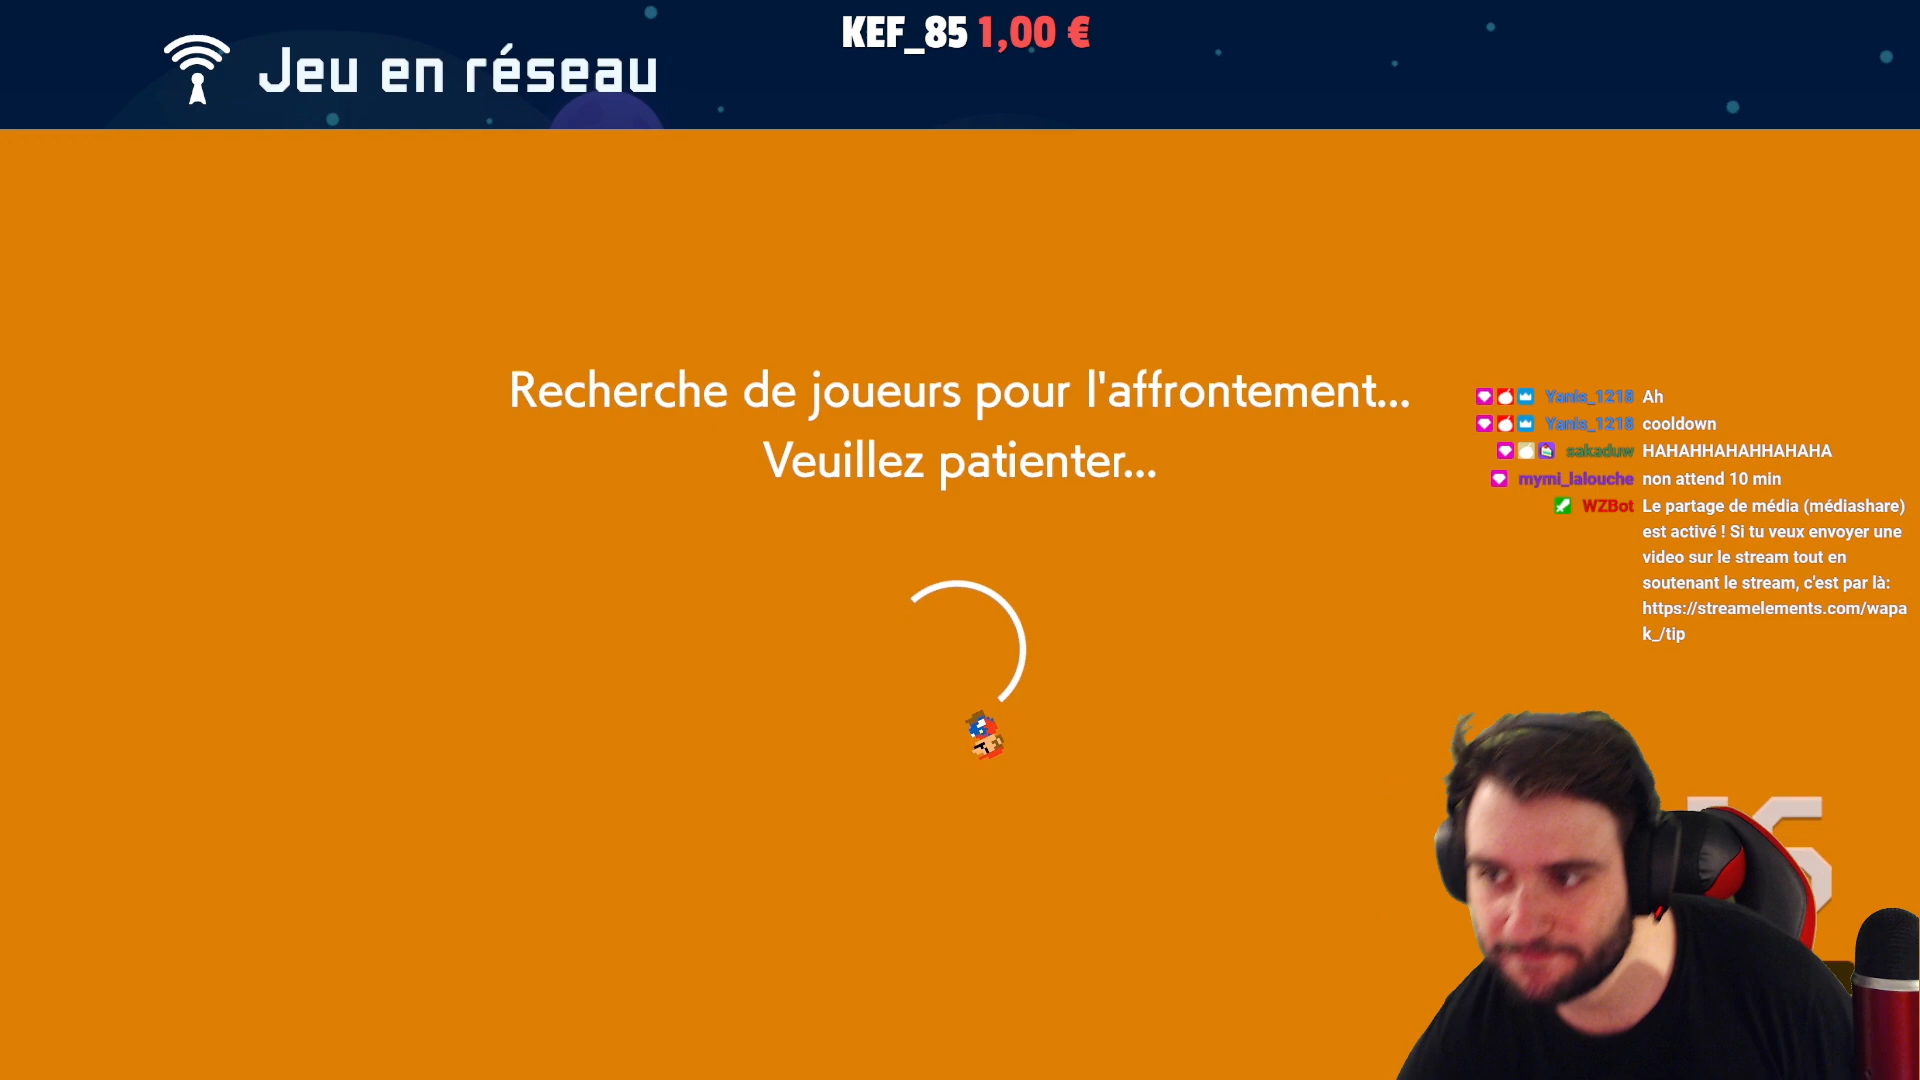 KEF_85 1,00 €
Jeu en réseau
Recherche de joueurs pour l'affrontement...
Veuillez patienter...
Yanis_1218 Ah
Yanis_1218 cooldown
sakaduw HAHAHHAHAHHAHAHA
mymi_lalouche non attend 10 min
WZBot Le partage de média (médiashare)
est activé ! Si tu veux envoyer une
video sur le stream tout en
soutenant le stream, c'est par là:
https://streamelements.com/wapa
k_/tip